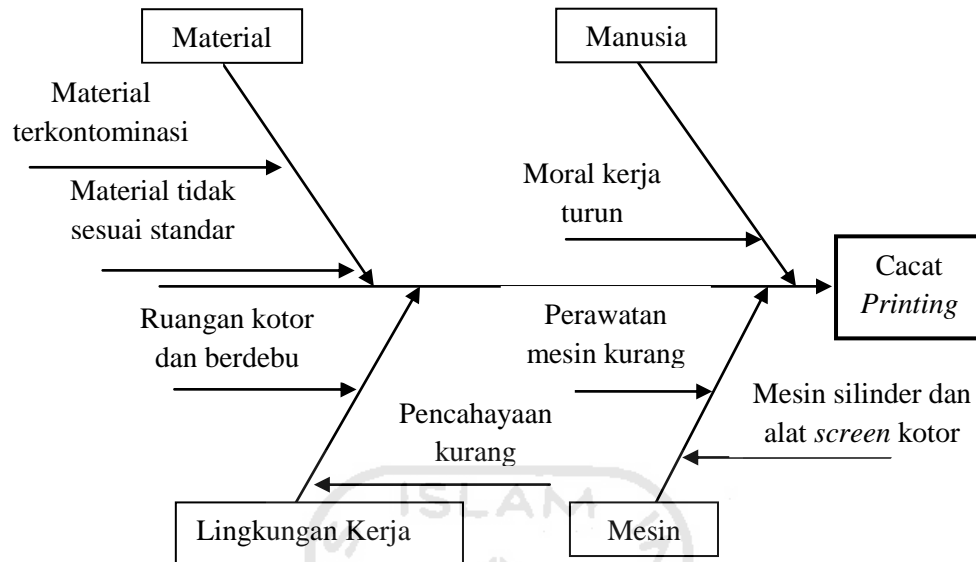 Material
Manusia
Material
terkontominasi
Material tidak
sesuai standar
Moral kerja
turun
Cacat
Printing
Ruangan kotor
dan berdebu
Perawatan
mesin kurang
Pencahayaan
kurang
Mesin silinder dan
alat screen kotor
Lingkungan Kerja
Mesin
ISLAM